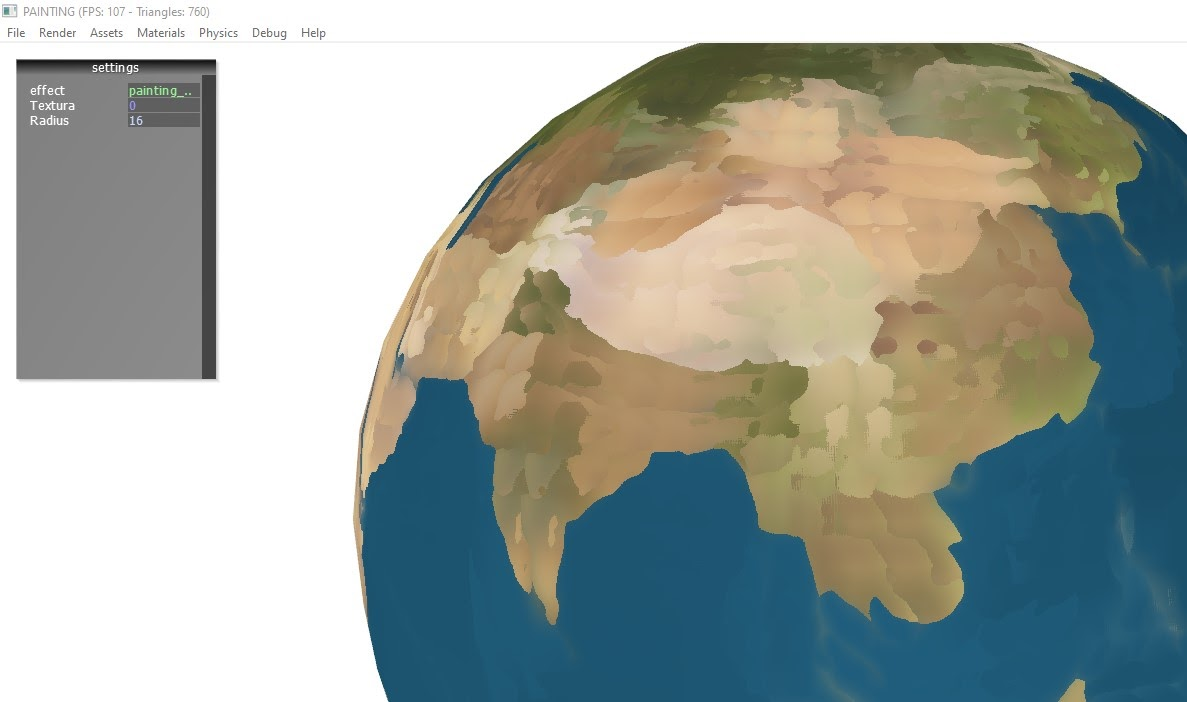 PAINTING (FPS: 107 - Triangles: 760)
File Render Assets Materials Physics Debug Help
settings
effect painting_..
Textura 0
Radius 16